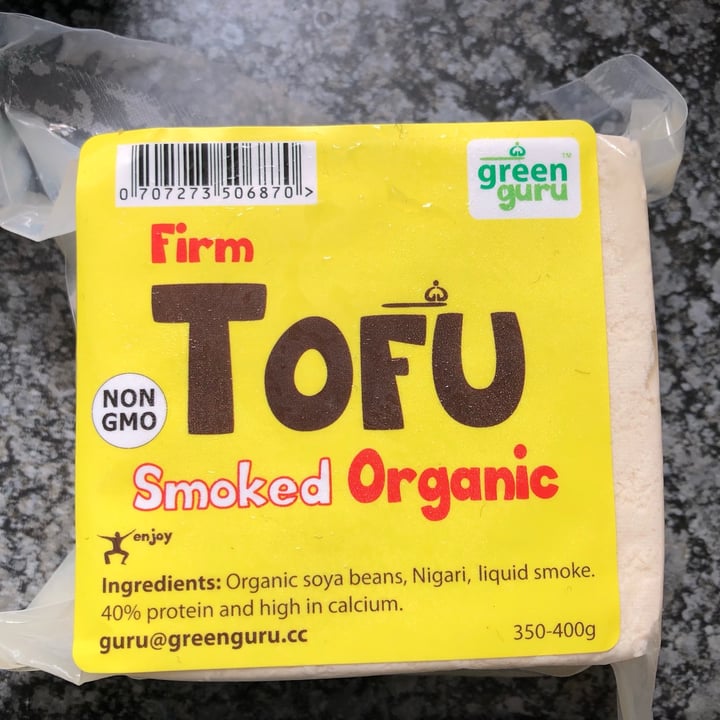 0 707273 506870 >
green
guru
TM
Firm
TOFU
NON
GMO
Smoked Organic
enjoy
Ingredients: Organic soya beans, Nigari, liquid smoke.
40% protein and high in calcium.
guru@greenguru.cc
350-400g